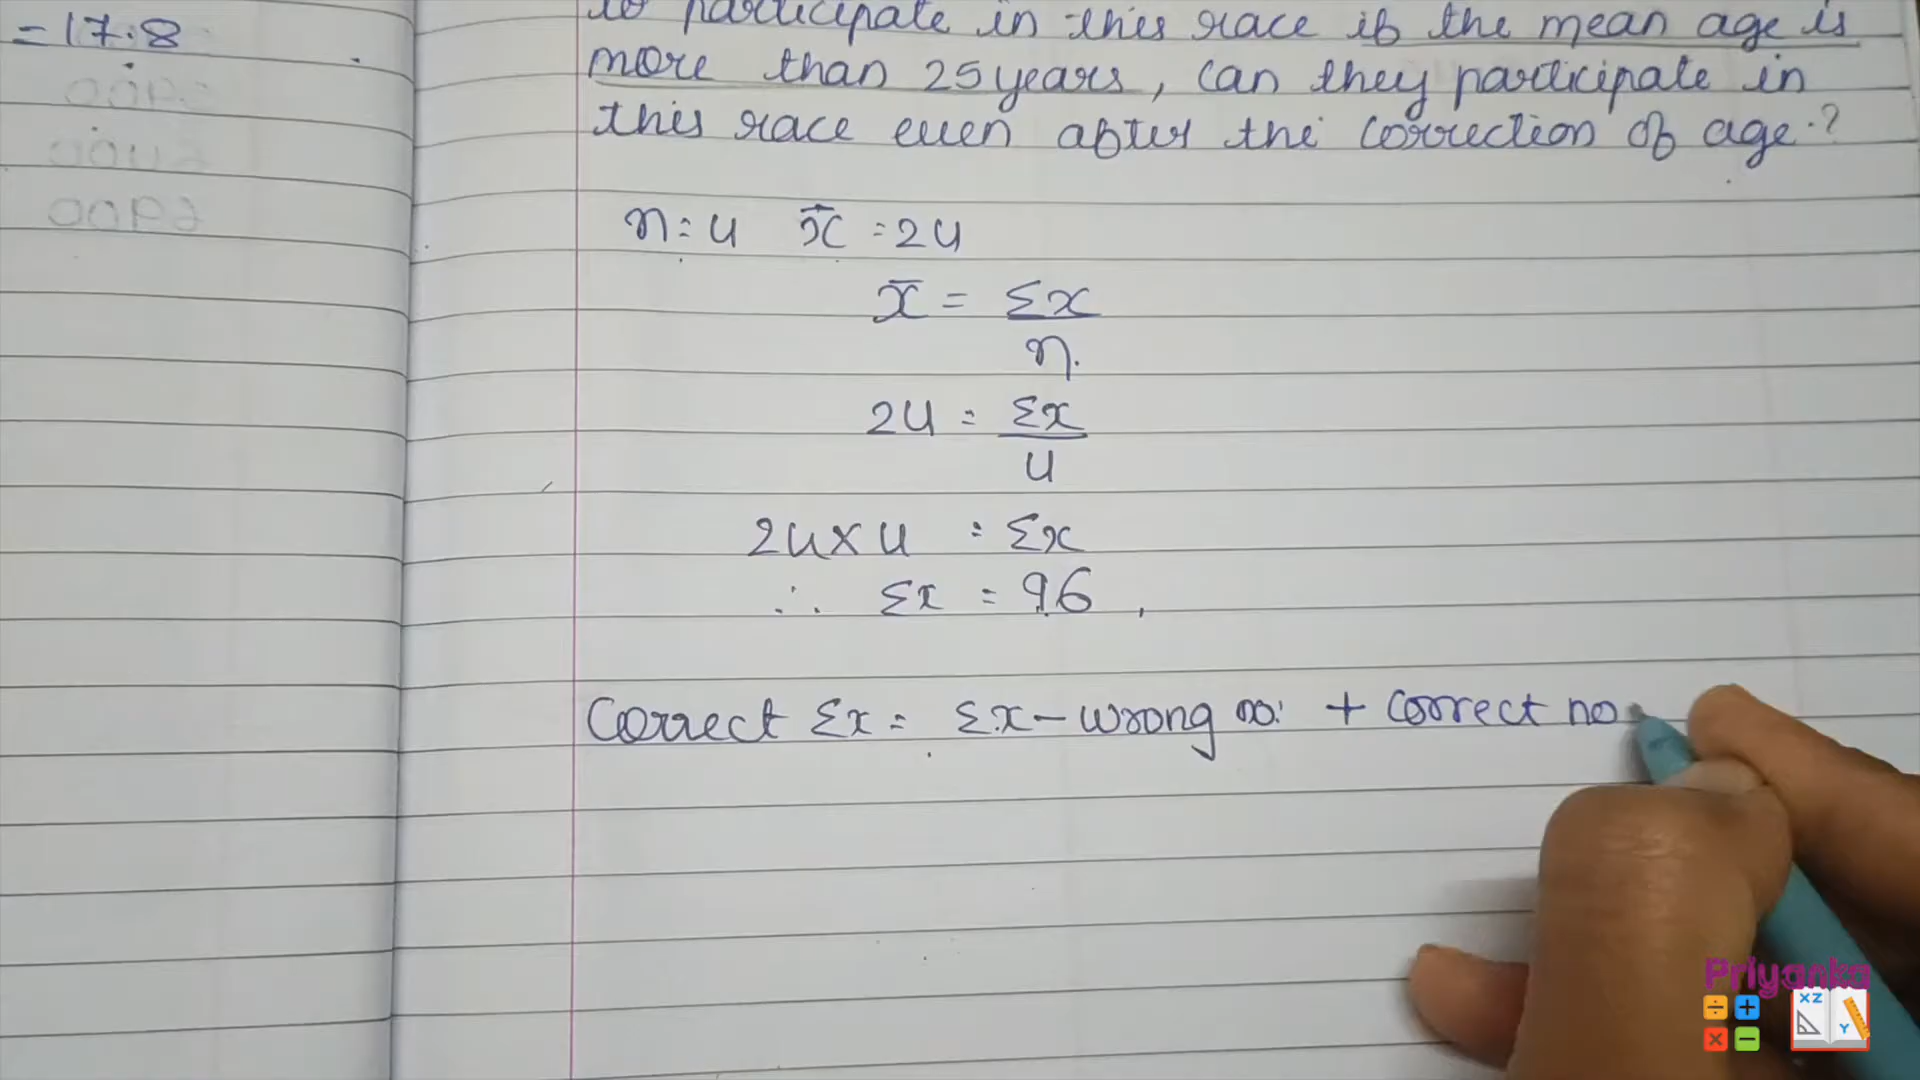 = 17.8
to participate in this race if the mean age is
more than 25 years, can they participate in
this race even after the correction of age.?
n = 4 x̄ = 24
x̄ = Σx
n.
24 = Σx
4
24 x 4 = Σx
∴ Σx = 96
Correct Σx = Σx - wrong no. + Correct no
Priyanka
÷ + XZ
× − Y